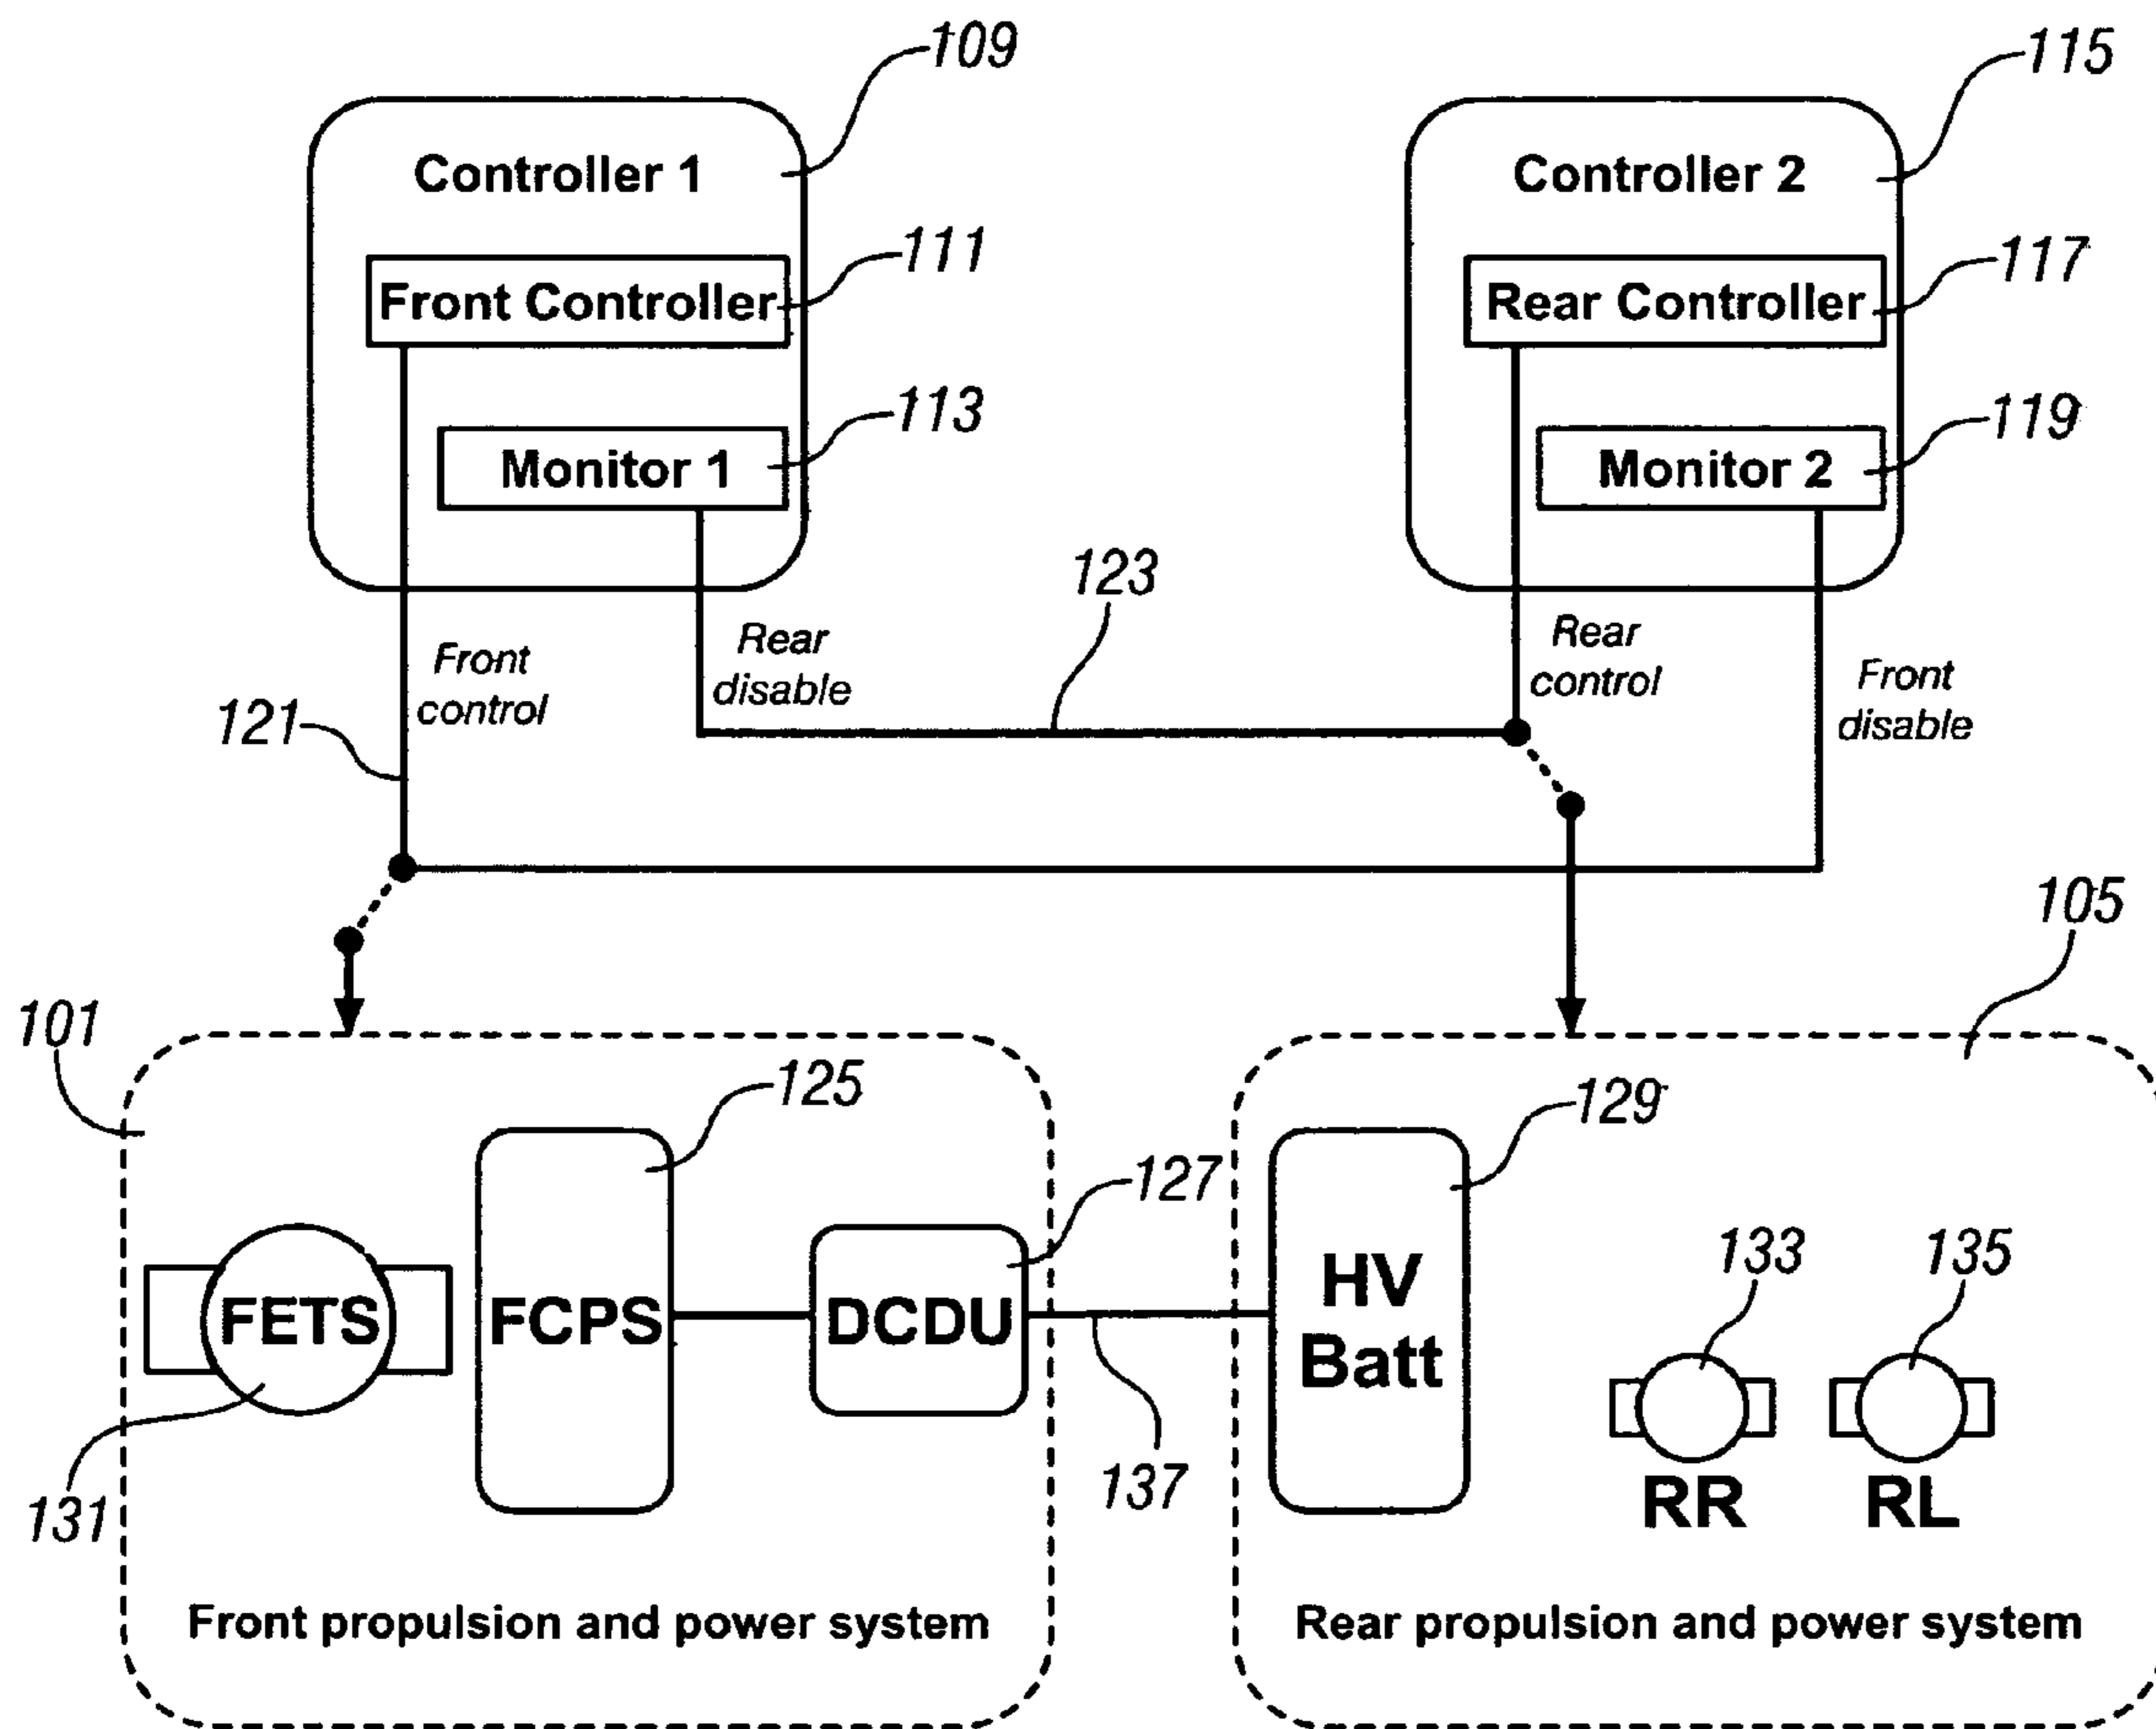 109
115
Controller 1
Controller 2
111
117
Front Controller
Rear Controller
113
119
Monitor 1
Monitor 2
123
Front
control
Rear
disable
Rear
control
Front
disable
121
105
101
125
129
127
133
135
FETS
FCPS
DCDU
HV
Batt
131
137
RR
RL
Front propulsion and power system
Rear propulsion and power system